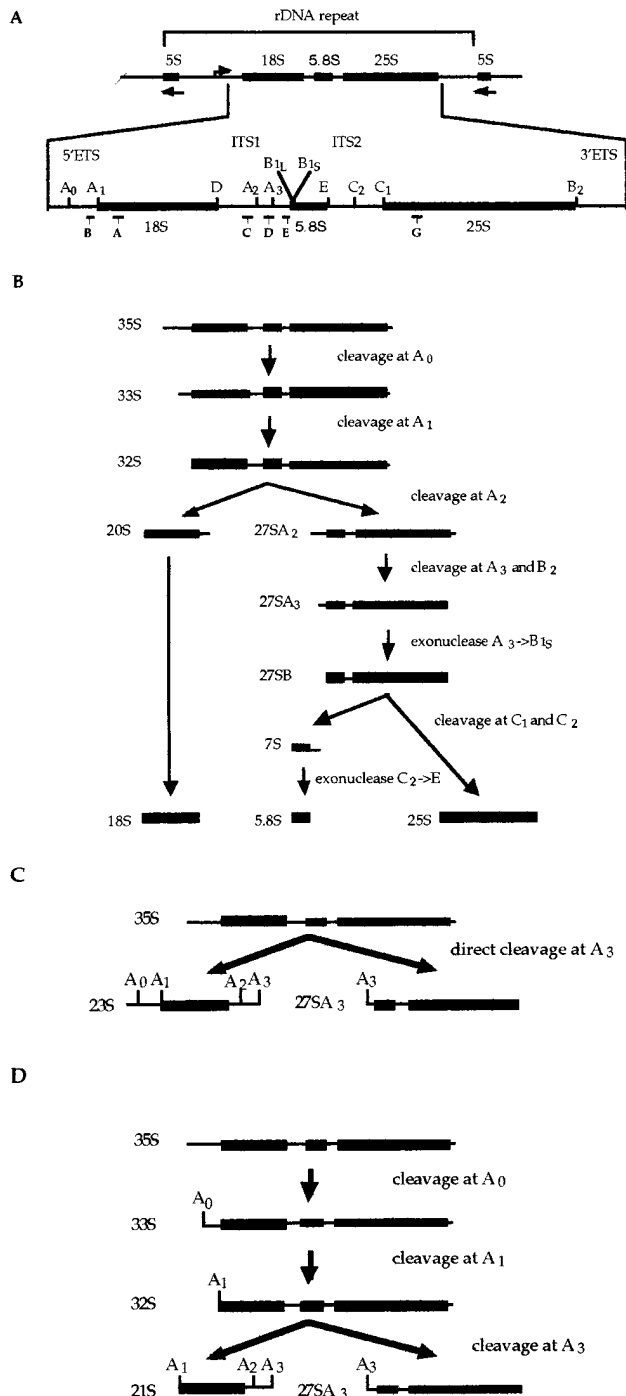 A
rDNA repeat
5S 18S 5.8S 25S 5S
5'ETS ITS1 B1L B1S ITS2 3'ETS
A0 A1 D A2 A3 E C2 C1 B2
18S 5.8S 25S
B A C D E G
B
35S
cleavage at A0
33S
cleavage at A1
32S
cleavage at A2
20S 27SA2
cleavage at A3 and B2
27SA3
exonuclease A3->B1S
27SB
cleavage at C1 and C2
7S
exonuclease C2->E
18S 5.8S 25S
C
35S
direct cleavage at A3
A0 A1 A2 A3 A3
23S 27SA3
D
35S
cleavage at A0
A0
33S
cleavage at A1
A1
32S
cleavage at A3
A1 A2 A3 A3
21S 27SA3